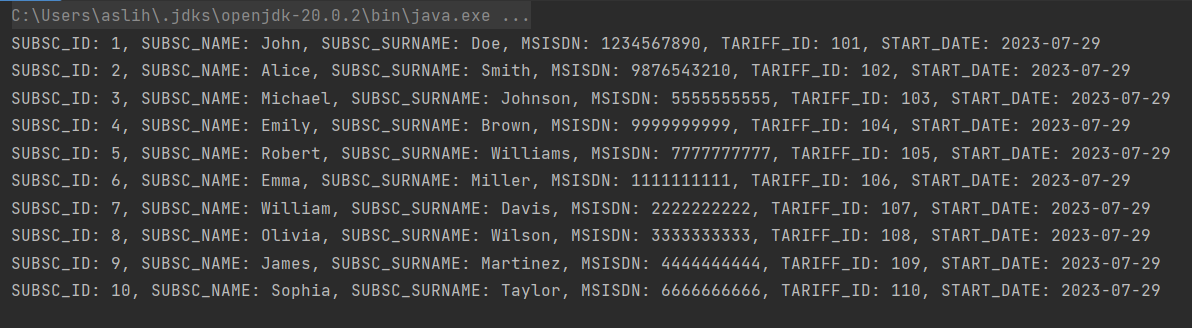 C:\Users\aslih\.jdks\openjdk-20.0.2\bin\java.exe ...
SUBSC_ID: 1, SUBSC_NAME: John, SUBSC_SURNAME: Doe, MSISDN: 1234567890, TARIFF_ID: 101, START_DATE: 2023-07-29
SUBSC_ID: 2, SUBSC_NAME: Alice, SUBSC_SURNAME: Smith, MSISDN: 9876543210, TARIFF_ID: 102, START_DATE: 2023-07-29
SUBSC_ID: 3, SUBSC_NAME: Michael, SUBSC_SURNAME: Johnson, MSISDN: 5555555555, TARIFF_ID: 103, START_DATE: 2023-07-29
SUBSC_ID: 4, SUBSC_NAME: Emily, SUBSC_SURNAME: Brown, MSISDN: 9999999999, TARIFF_ID: 104, START_DATE: 2023-07-29
SUBSC_ID: 5, SUBSC_NAME: Robert, SUBSC_SURNAME: Williams, MSISDN: 7777777777, TARIFF_ID: 105, START_DATE: 2023-07-29
SUBSC_ID: 6, SUBSC_NAME: Emma, SUBSC_SURNAME: Miller, MSISDN: 1111111111, TARIFF_ID: 106, START_DATE: 2023-07-29
SUBSC_ID: 7, SUBSC_NAME: William, SUBSC_SURNAME: Davis, MSISDN: 2222222222, TARIFF_ID: 107, START_DATE: 2023-07-29
SUBSC_ID: 8, SUBSC_NAME: Olivia, SUBSC_SURNAME: Wilson, MSISDN: 3333333333, TARIFF_ID: 108, START_DATE: 2023-07-29
SUBSC_ID: 9, SUBSC_NAME: James, SUBSC_SURNAME: Martinez, MSISDN: 4444444444, TARIFF_ID: 109, START_DATE: 2023-07-29
SUBSC_ID: 10, SUBSC_NAME: Sophia, SUBSC_SURNAME: Taylor, MSISDN: 6666666666, TARIFF_ID: 110, START_DATE: 2023-07-29